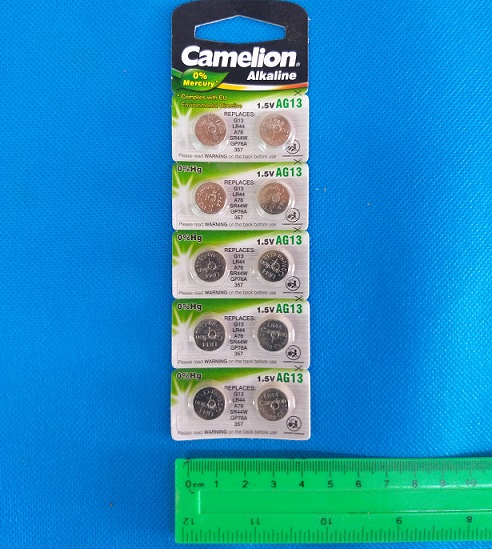 Camelion®
Alkaline
0%
Mercury*
* Complies with EU
Environmental Directive
1.5V AG13
REPLACES:
G13
LR44
A76
SR44W
GP76A
357
Please read WARNING on the back before use
0%Hg
1.5V AG13
REPLACES:
G13
LR44
A76
SR44W
GP76A
357
Please read WARNING on the back before use
0%Hg
1.5V AG13
REPLACES:
G13
LR44
A76
SR44W
GP76A
357
Please read WARNING on the back before use
0%Hg
1.5V AG13
REPLACES:
G13
LR44
A76
SR44W
GP76A
357
Please read WARNING on the back before use
0%Hg
1.5V AG13
REPLACES:
G13
LR44
A76
SR44W
GP76A
357
Please read WARNING on the back before use
0cm 1 2 3 4 5 6 7 8 9 10
12 11 10 9 8